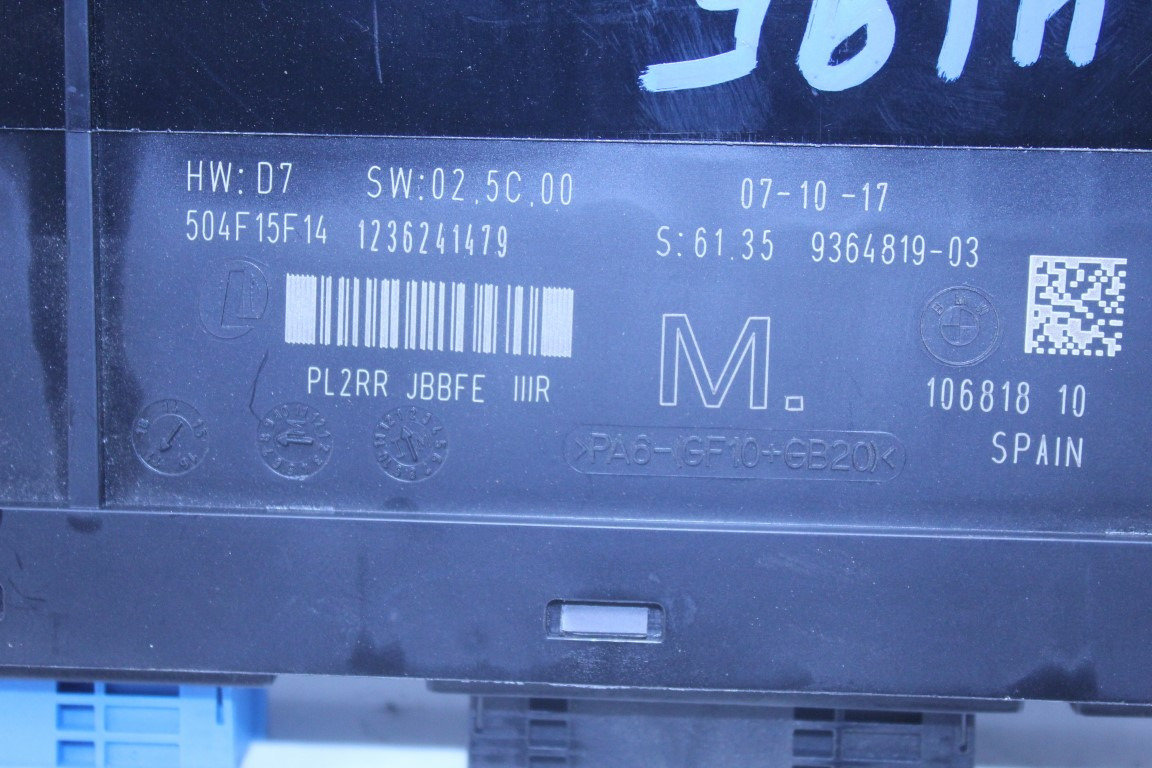 HW: D7 SW:02.5C.00 07-10-17
504F15F14 1236241479 S:61.35 9364819-03
PL2RR JBBFE IIIR
M.
106818 10
SPAIN
>PA6-(GF10+GB20)<